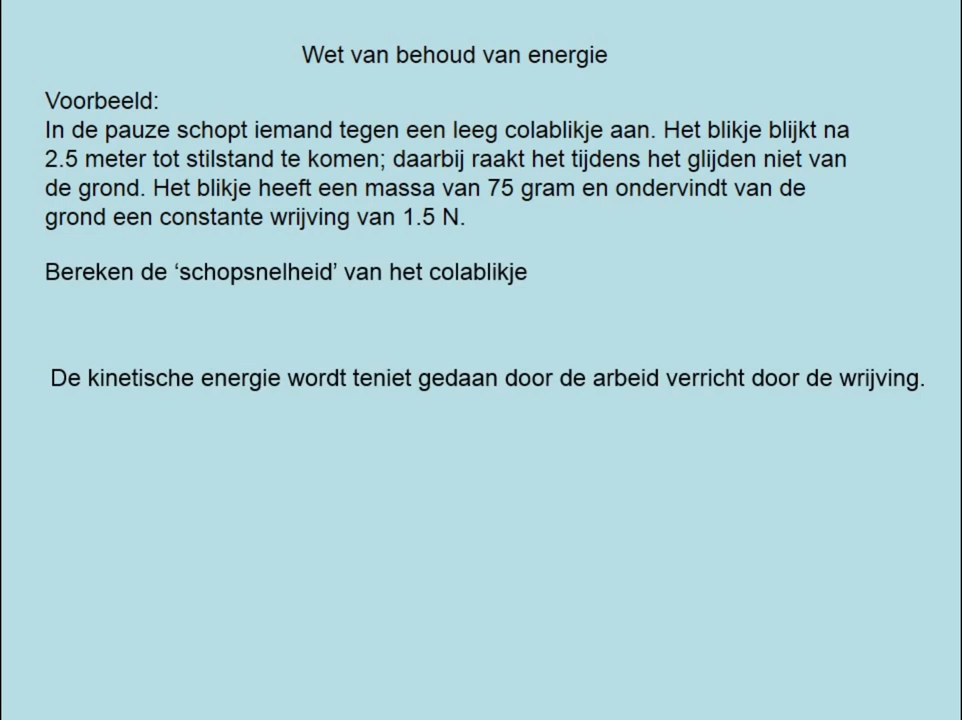 Wet van behoud van energie
Voorbeeld:
In de pauze schopt iemand tegen een leeg colablikje aan. Het blikje blijkt na
2.5 meter tot stilstand te komen; daarbij raakt het tijdens het glijden niet van
de grond. Het blikje heeft een massa van 75 gram en ondervindt van de
grond een constante wrijving van 1.5 N.
Bereken de ‘schopsnelheid’ van het colablikje
De kinetische energie wordt teniet gedaan door de arbeid verricht door de wrijving.